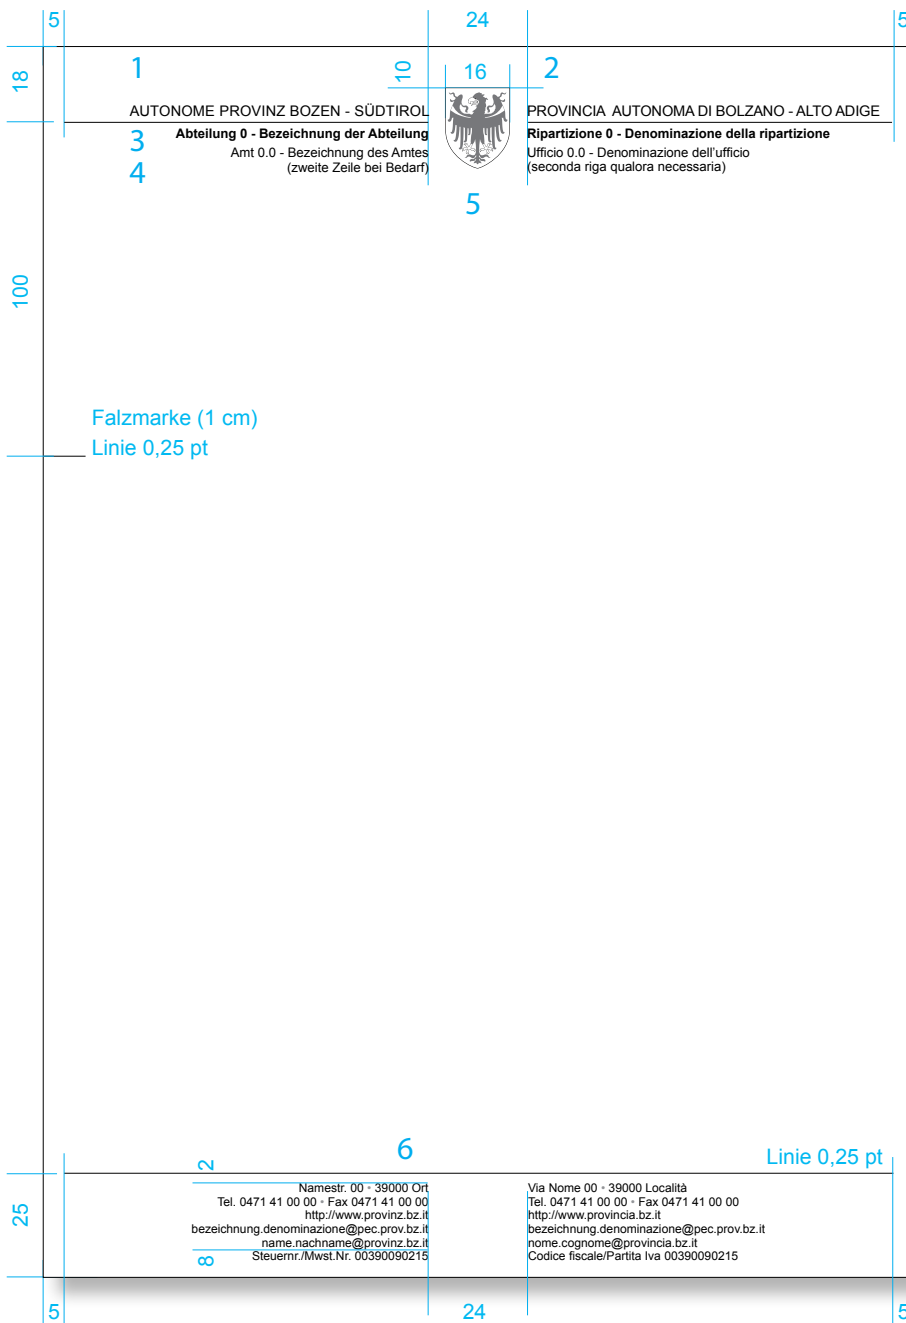 5 24 5
18
1
10
16
2
AUTONOME PROVINZ BOZEN - SÜDTIROL
PROVINCIA AUTONOMA DI BOLZANO - ALTO ADIGE
3
Abteilung 0 - Bezeichnung der Abteilung
Ripartizione 0 - Denominazione della ripartizione
4
Amt 0.0 - Bezeichnung des Amtes
(zweite Zeile bei Bedarf)
Ufficio 0.0 - Denominazione dell'ufficio
(seconda riga qualora necessaria)
5
100
Falzmarke (1 cm)
Linie 0,25 pt
6
Linie 0,25 pt
2
25
8
Namestr. 00 • 39000 Ort
Tel. 0471 41 00 00 • Fax 0471 41 00 00
http://www.provinz.bz.it
bezeichnung.denominazione@pec.prov.bz.it
name.nachname@provinz.bz.it
Steuernr./Mwst.Nr. 00390090215
Via Nome 00 • 39000 Località
Tel. 0471 41 00 00 • Fax 0471 41 00 00
http://www.provincia.bz.it
bezeichnung.denominazione@pec.prov.bz.it
nome.cognome@provincia.bz.it
Codice fiscale/Partita Iva 00390090215
5 24 5